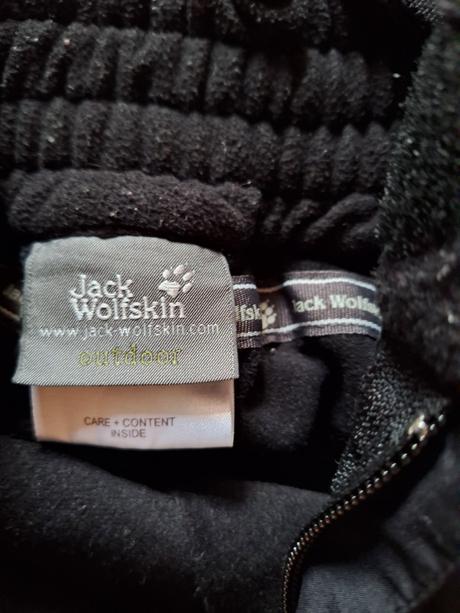 Jack
Wolfskin
www.jack-wolfskin.com
outdoor
CARE + CONTENT
INSIDE
Jack Wolfskin